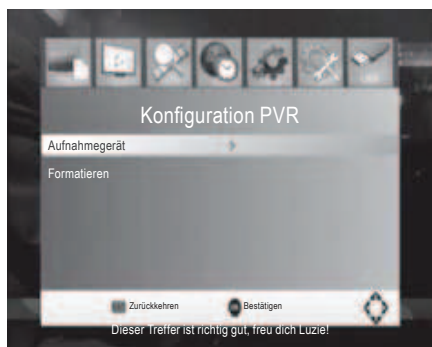 Konfiguration PVR
Aufnahmegerät
Formatieren
Zurückkehren Bestätigen
Dieser Treffer ist richtig gut, freu dich Luzie!